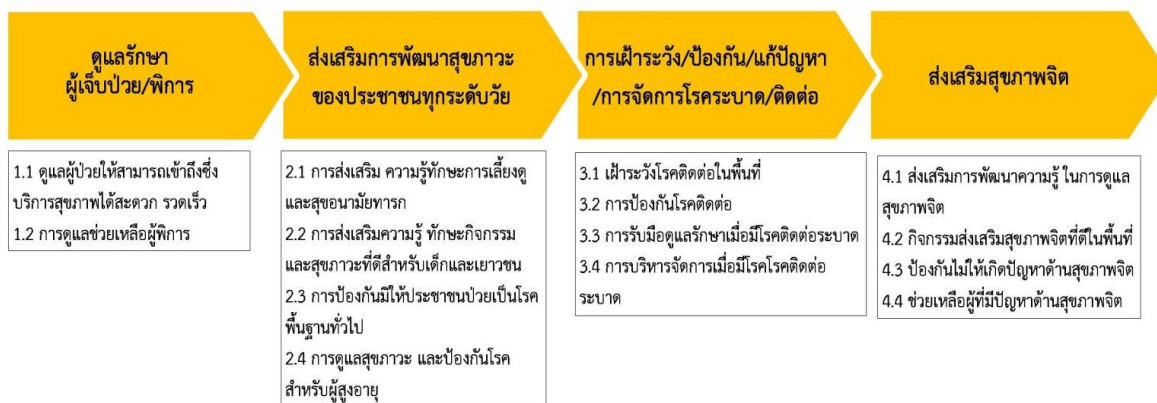 ดูแลรักษา
ผู้เจ็บป่วย/พิการ
ส่งเสริมการพัฒนาสุขภาวะ
ของประชาชนทุกระดับวัย
การเฝ้าระวัง/ป้องกัน/แก้ปัญหา
/การจัดการโรคระบาด/ติดต่อ
ส่งเสริมสุขภาพจิต
1.1 ดูแลผู้ป่วยให้สามารถเข้าถึงซึ่ง
บริการสุขภาพได้สะดวก รวดเร็ว
1.2 การดูแลช่วยเหลือผู้พิการ
2.1 การส่งเสริม ความรู้ทักษะการเลี้ยงดู
และสุขอนามัยทารก
2.2 การส่งเสริมความรู้ ทักษะกิจกรรม
และสุขภาวะที่ดีสำหรับเด็กและเยาวชน
2.3 การป้องกันมิให้ประชาชนป่วยเป็นโรค
พื้นฐานทั่วไป
2.4 การดูแลสุขภาวะ และป้องกันโรค
สำหรับผู้สูงอายุ
3.1 เฝ้าระวังโรคติดต่อในพื้นที่
3.2 การป้องกันโรคติดต่อ
3.3 การรับมือดูแลรักษาเมื่อมีโรคติดต่อระบาด
3.4 การบริหารจัดการเมื่อมีโรคโรคติดต่อ
ระบาด
4.1 ส่งเสริมการพัฒนาความรู้ ในการดูแล
สุขภาพจิต
4.2 กิจกรรมส่งเสริมสุขภาพจิตที่ดีในพื้นที่
4.3 ป้องกันไม่ให้เกิดปัญหาด้านสุขภาพจิต
4.4 ช่วยเหลือผู้ที่มีปัญหาด้านสุขภาพจิต